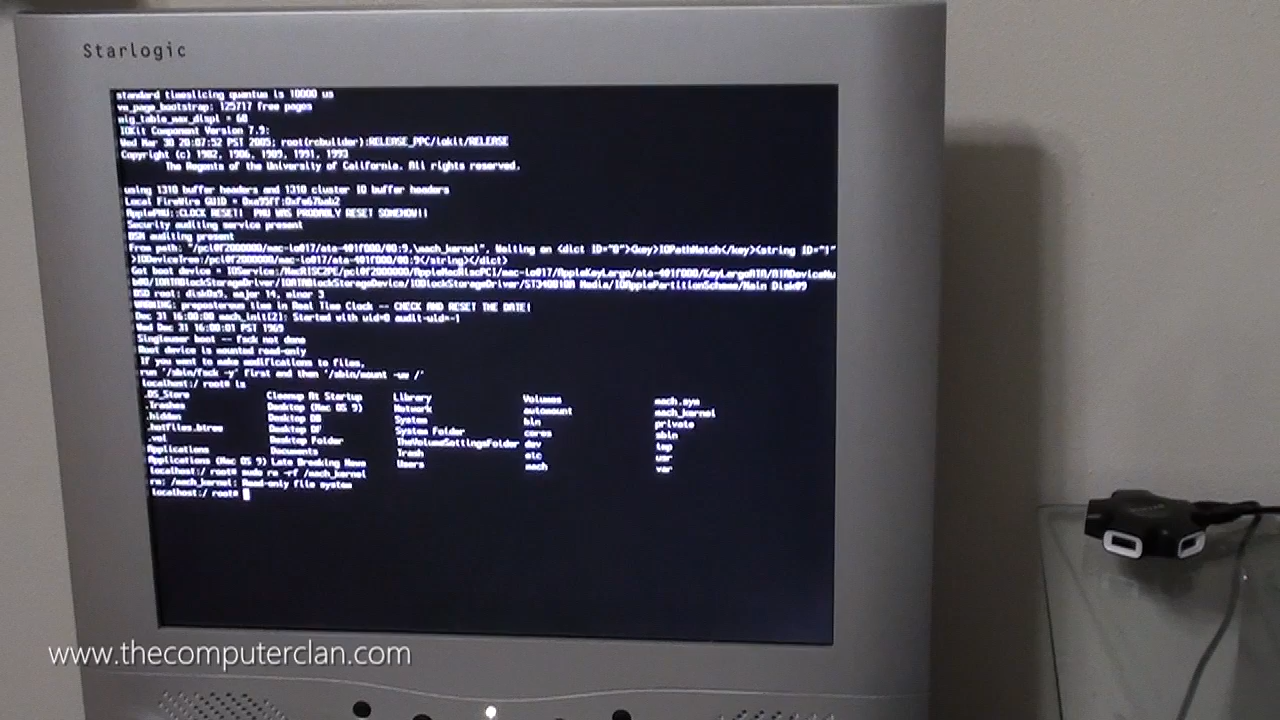 Starlogic
standard timeslicing quantum is 10000 us
vm_page_bootstrap: 125717 free pages
mig_table_max_displ = 68
IOKit Component Version 7.9:
Wed Mar 30 20:07:52 PST 2005; root(rcbuilder):RELEASE_PPC/iokit/RELEASE
Copyright (c) 1982, 1986, 1989, 1991, 1993
The Regents of the University of California. All rights reserved.
using 1310 buffer headers and 1310 cluster IO buffer headers
Local FireWire GUID =
ApplePMU::CLOCK RESET! PMU WAS PROBABLY RESET SOMEHOW!!
Security auditing service present
BSM auditing present
From path: "/pci@f2000000/mac-io@17/ata-4@1f000/@0:9,\mach_kernel", Waiting on <dict ID="0"><key>IOPathMatch</key><string ID="1"
>IODeviceTree:/pci@f2000000/mac-io@17/ata-4@1f000/@0:9</string></dict>
Got boot device = IOService:/MacRISC2PE/pci@f2000000/AppleMacRiscPCI/mac-io@17/AppleKeyLargo/ata-4@1f000/KeyLargoATA/ATADeviceNu
b@0/IOATABlockStorageDriver/IOATABlockStorageDevice/IOBlockStorageDriver/ST340810A Media/IOApplePartitionScheme/Main Disk@9
BSD root: disk0s9, major 14, minor 3
WARNING: preposterous time in Real Time Clock -- CHECK AND RESET THE DATE!
Dec 31 16:00:00 mach_init[2]: Started with uid=0 audit-uid=-1
Wed Dec 31 16:00:01 PST 1969
Singleuser boot -- fsck not done
Root device is mounted read-only
If you want to make modifications to files,
run '/sbin/fsck -y' first and then '/sbin/mount -uw /'
localhost:/ root# ls
.DS_Store Cleanup At Startup Library Volumes mach.sym
.Trashes Desktop (Mac OS 9) Network automount mach_kernel
.hidden Desktop DB System bin private
.hotfiles.btree Desktop DF System Folder cores sbin
.vol Desktop Folder TheVolumeSettingsFolder dev tmp
Applications Documents Trash etc usr
Applications (Mac OS 9) Late Breaking News Users mach var
localhost:/ root# sudo rm -rf /mach_kernel
rm: /mach_kernel: Read-only file system
localhost:/ root#
www.thecomputerclan.com